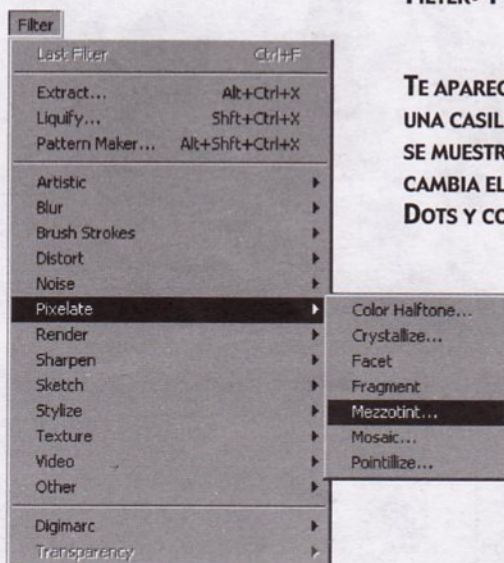 Filter
Last Filter Ctrl+F
Extract... Alt+Ctrl+X
Liquify... Shft+Ctrl+X
Pattern Maker... Alt+Shft+Ctrl+X
Artistic
Blur
Brush Strokes
Distort
Noise
Pixelate
Render
Sharpen
Sketch
Stylize
Texture
Video
Other
Digimarc
Transparency
Color Halftone...
Crystallize...
Facet
Fragment
Mezzotint...
Mosaic...
Pointillize...
TE APAREC
UNA CASIL
SE MUESTR
CAMBIA EL
DOTS Y CO